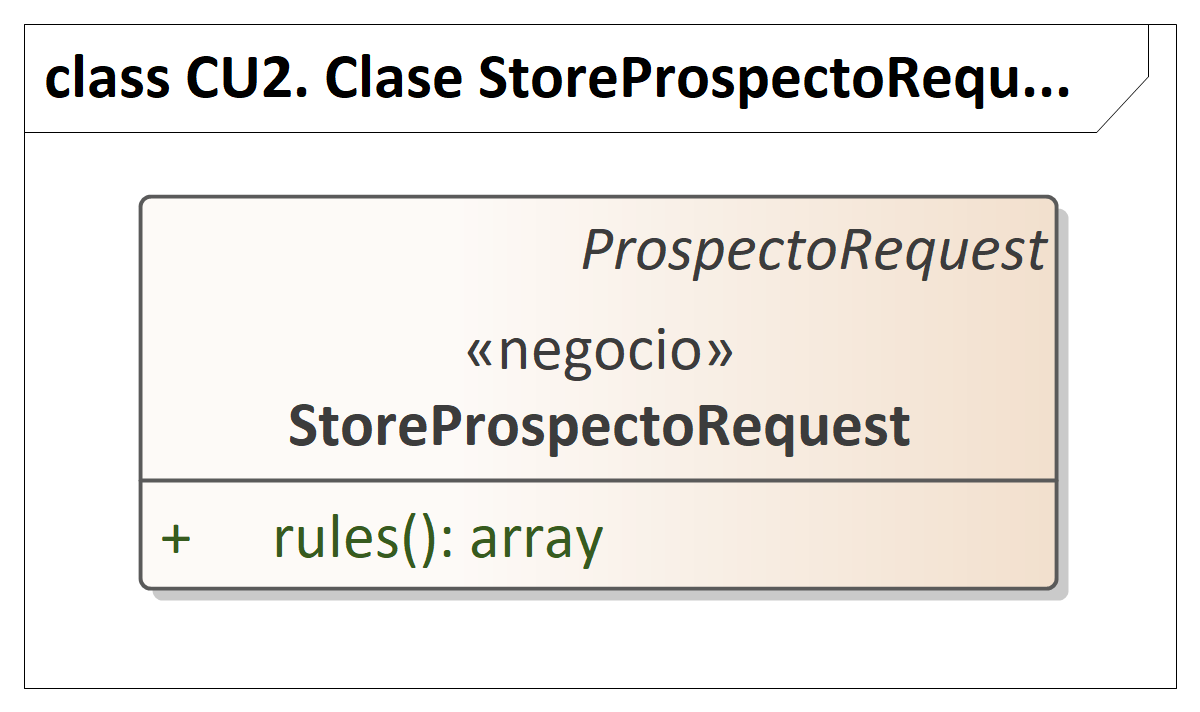 class CU2. Clase StoreProspectoRequ...
ProspectoRequest
«negocio»
StoreProspectoRequest
+ rules(): array